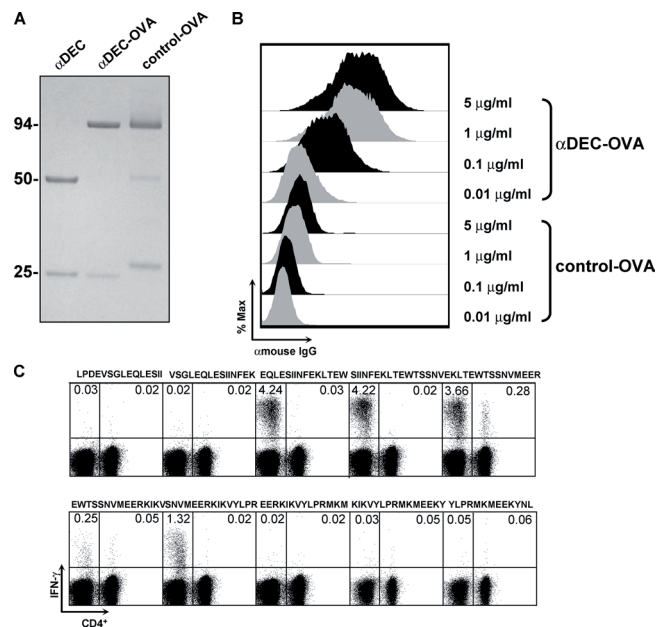 A
αDEC
αDEC-OVA
control-OVA
94-
50-
25-
B
5 μg/ml
1 μg/ml
0.1 μg/ml
0.01 μg/ml
αDEC-OVA
5 μg/ml
1 μg/ml
0.1 μg/ml
0.01 μg/ml
control-OVA
% Max
αmouse IgG
C
LPDEVSGLEQLESII VSGLEQLESIINFEK EQLESIINFEKLTEW SIINFEKLTEWTSSNVEKLTEWTSSNVMEER
0.03 0.02 0.02 0.02 4.24 0.03 4.22 0.02 3.66 0.28
EWTSSNVMEERKIKVSNVMEERKIKVYLPR EERKIKVYLPRMKM KIKVYLPRMKMEEKY YLPRMKMEEKYNL
0.25 0.05 1.32 0.02 0.02 0.02 0.03 0.05 0.05 0.06
IFN-γ
CD4+